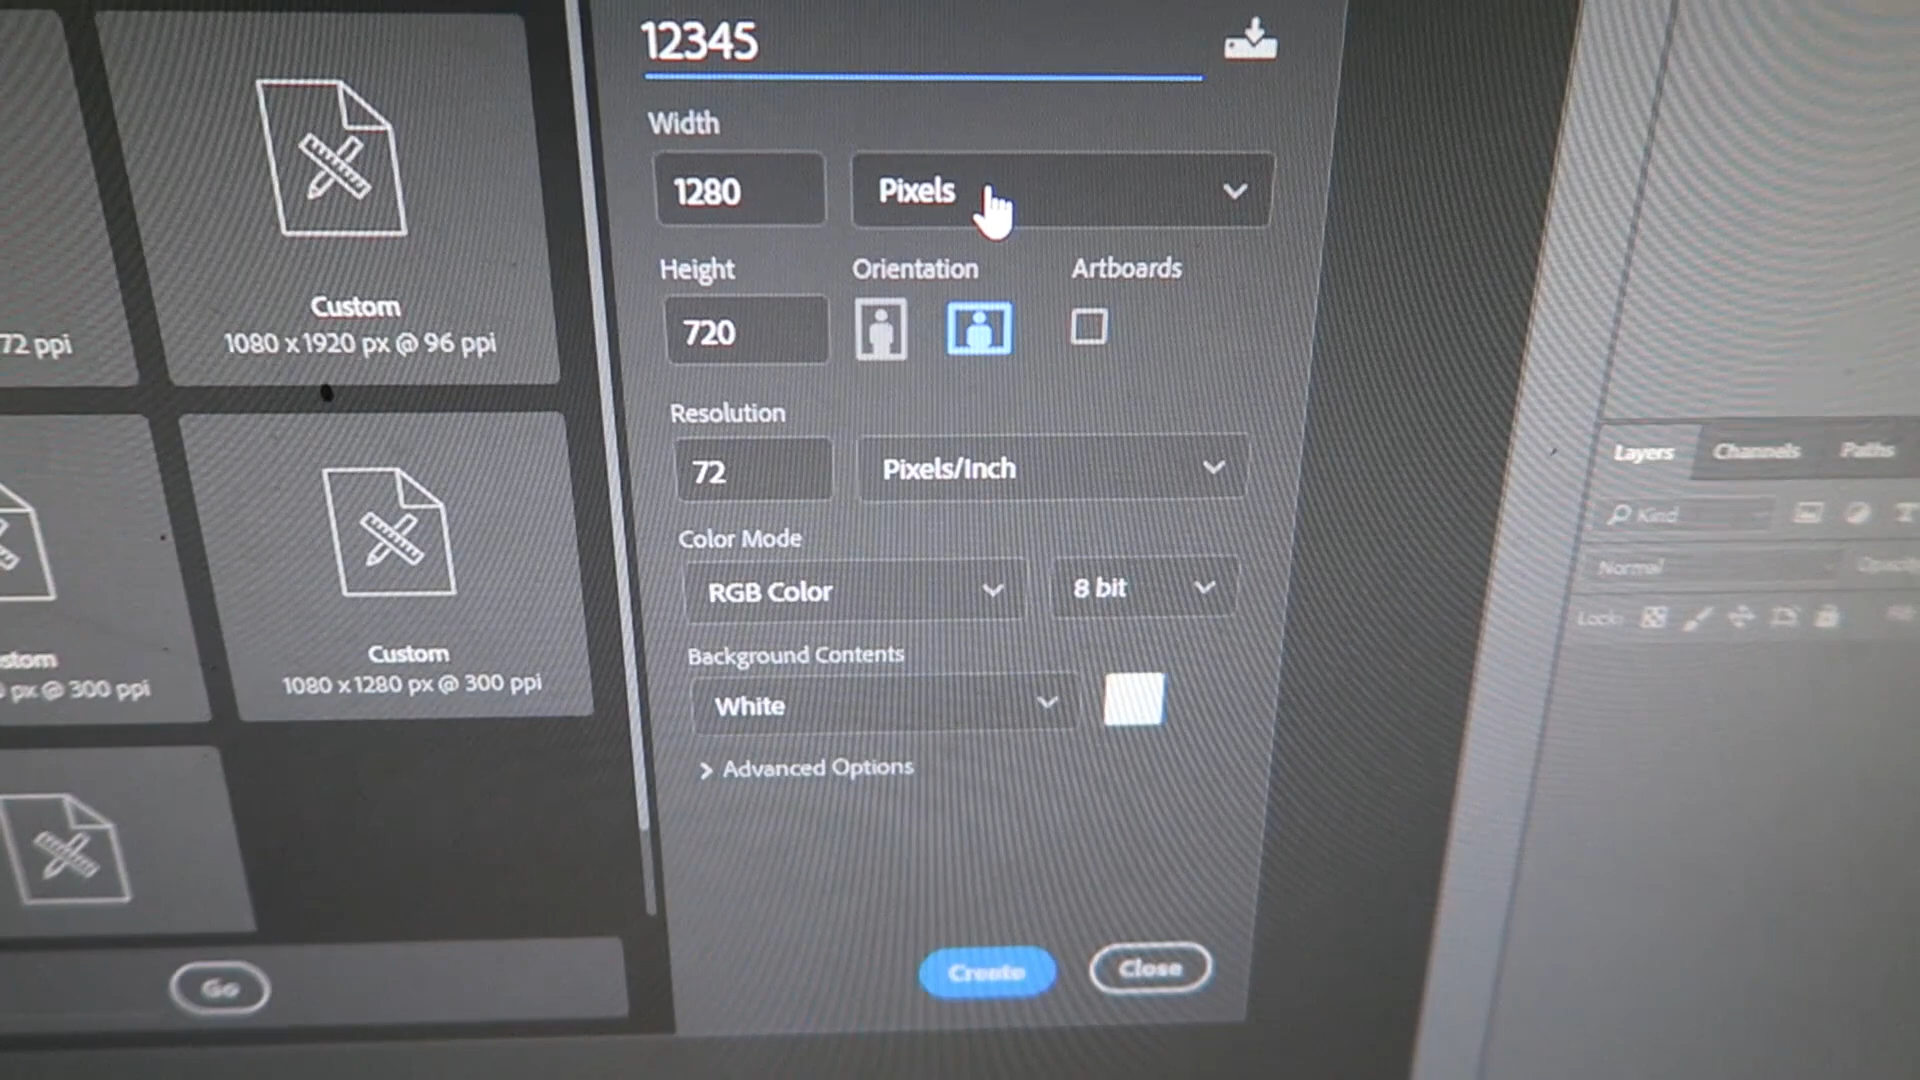 12345
Width
1280
Pixels
Height
Orientation
Artboards
720
Resolution
72
Pixels/Inch
Color Mode
RGB Color
8 bit
Background Contents
White
Advanced Options
Create
Close
Custom
1080 x 1920 px @ 96 ppi
72 ppi
Custom
1080 x 1280 px @ 300 ppi
stom
px @ 300 ppi
Go
Layers
Channels
Paths
Kind
Normal
Lock: